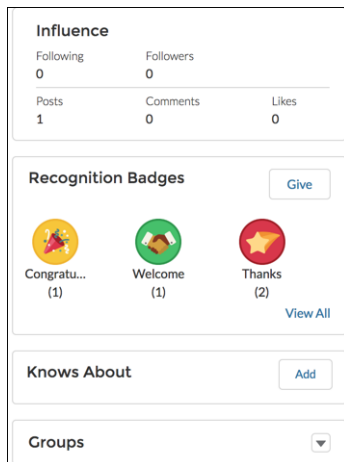 Influence
Following Followers
0 0
Posts Comments Likes
1 0 0
Recognition Badges Give
Congratu... Welcome Thanks
(1) (1) (2)
View All
Knows About Add
Groups